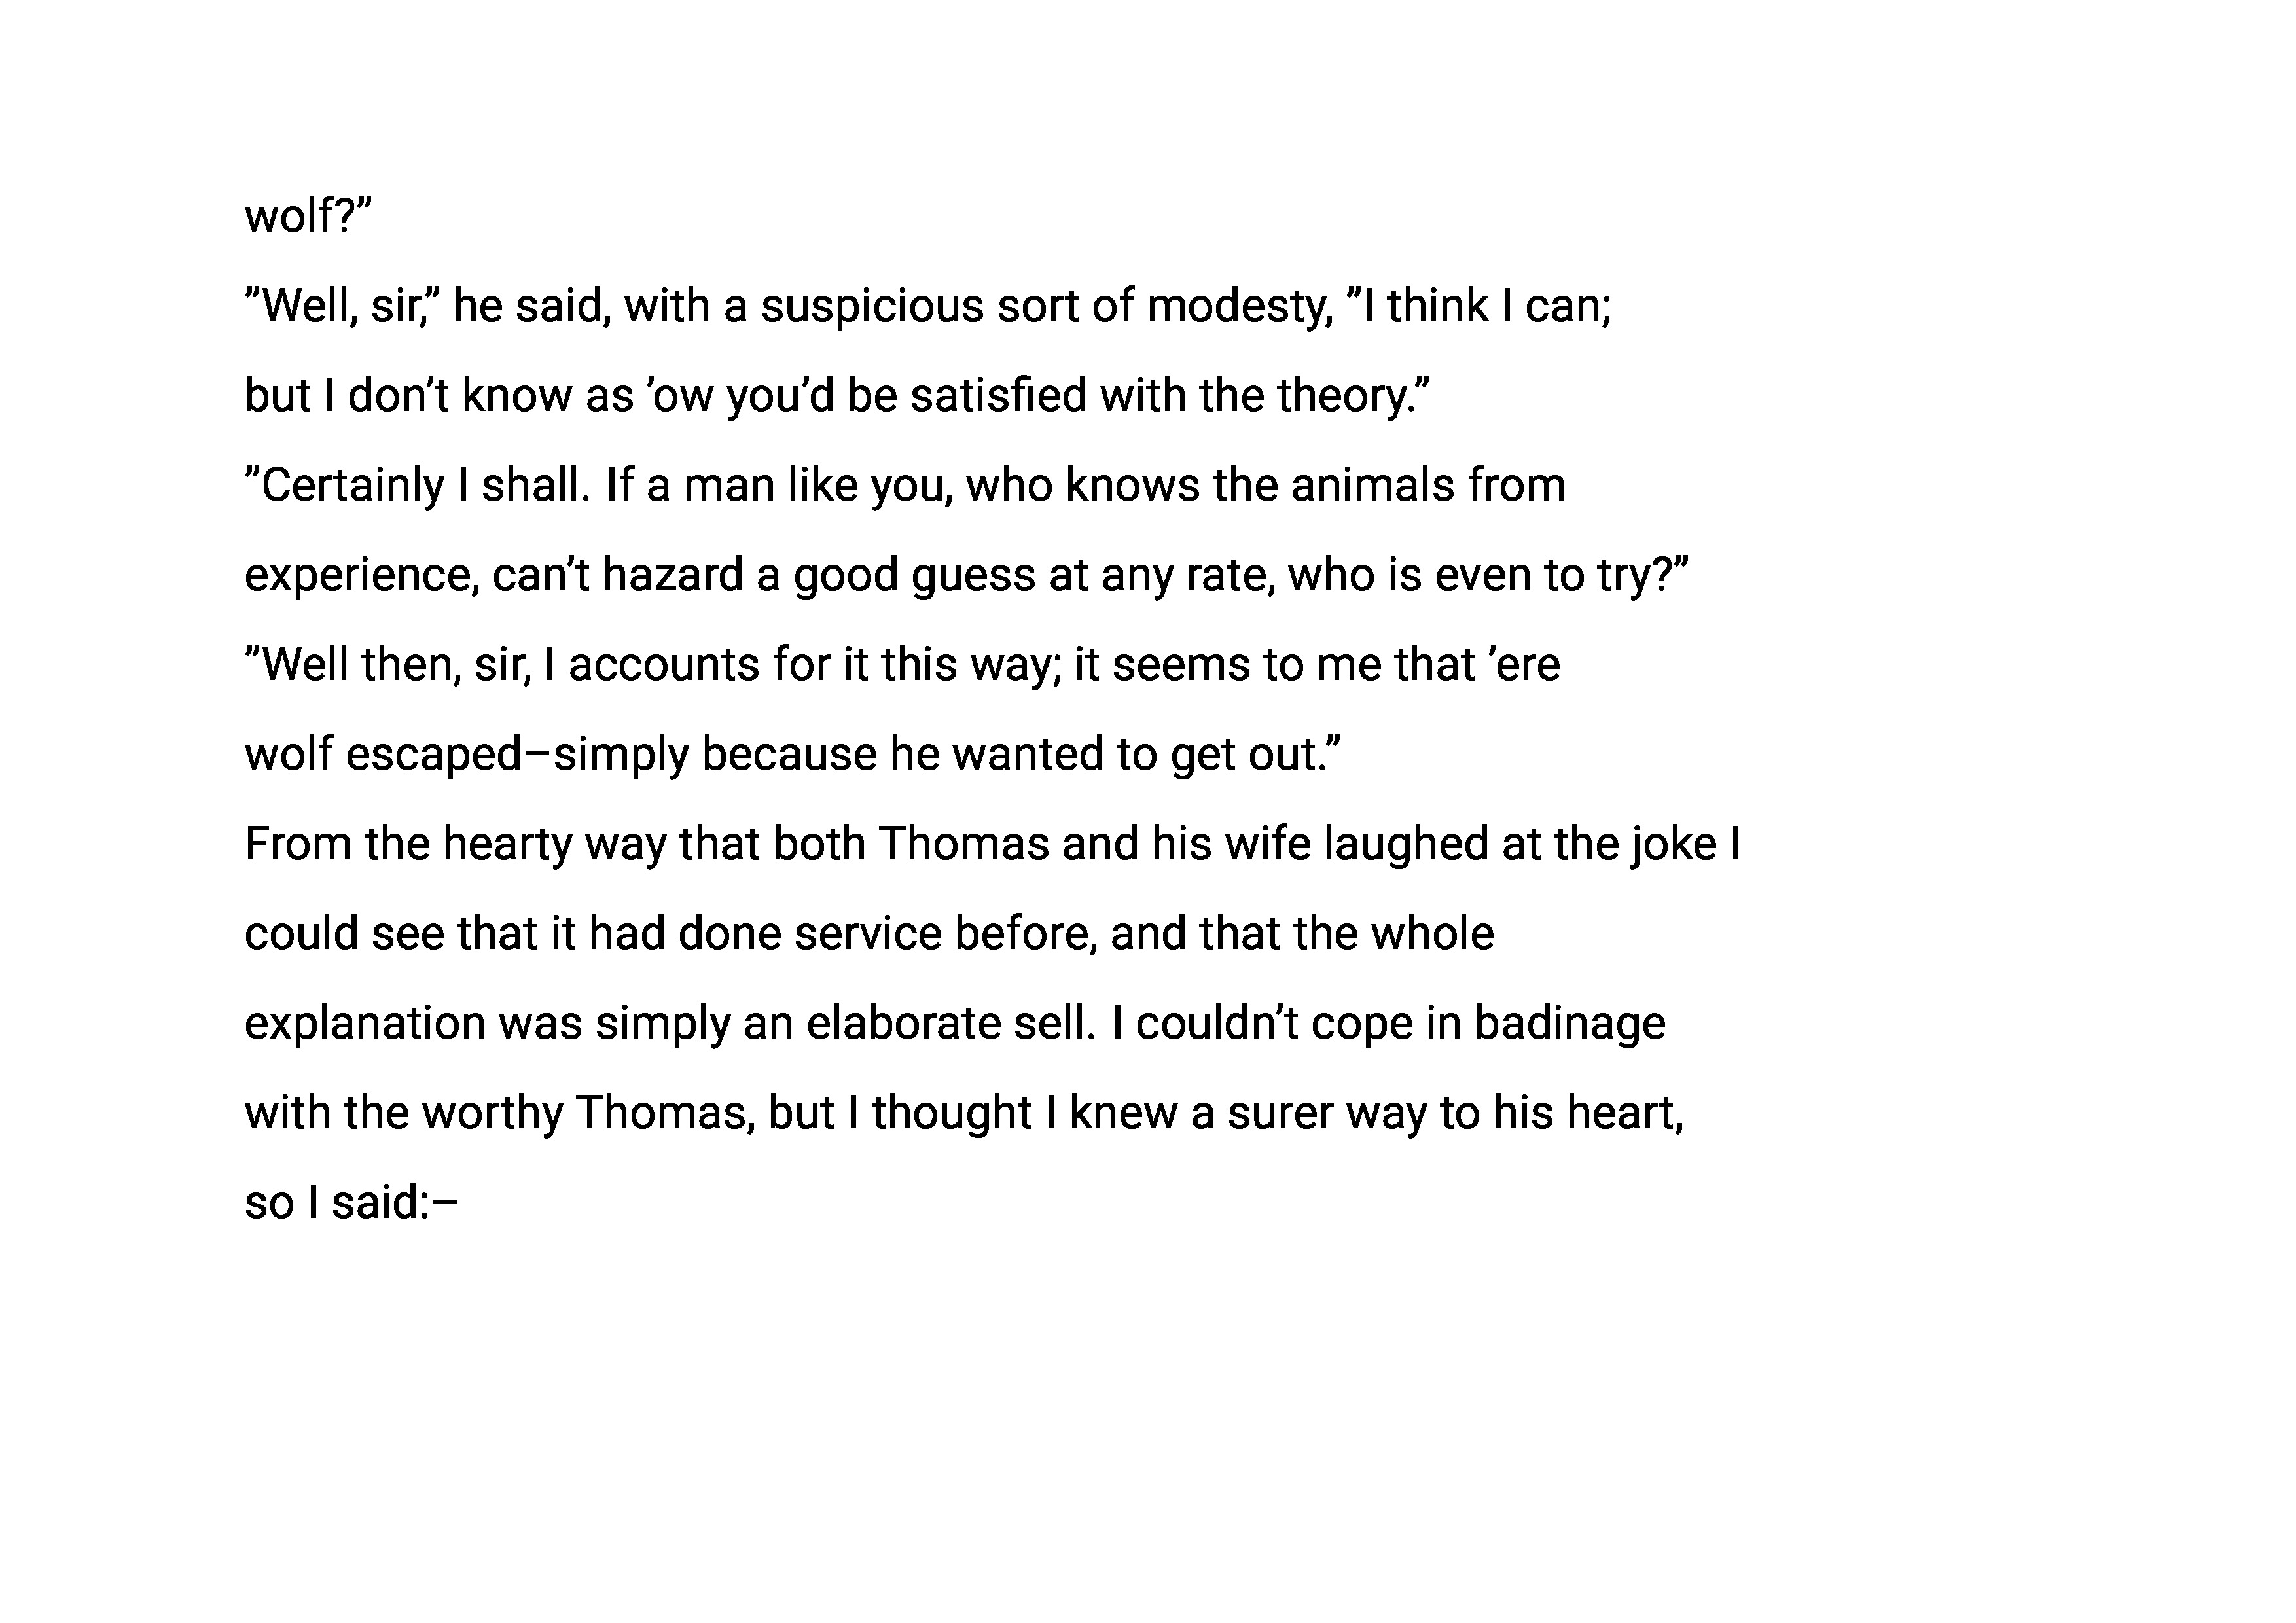 wolf?”
”Well, sir,” he said, with a suspicious sort of modesty, ”I think I can;
but I don’t know as ’ow you’d be satisfied with the theory.”
”Certainly I shall. If a man like you, who knows the animals from
experience, can’t hazard a good guess at any rate, who is even to try?”
”Well then, sir, I accounts for it this way; it seems to me that ’ere
wolf escaped–simply because he wanted to get out.”
From the hearty way that both Thomas and his wife laughed at the joke I
could see that it had done service before, and that the whole
explanation was simply an elaborate sell. I couldn’t cope in badinage
with the worthy Thomas, but I thought I knew a surer way to his heart,
so I said:–